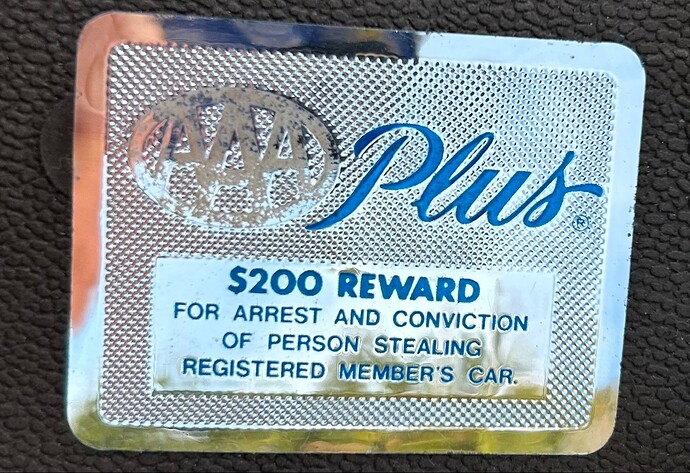 AAA Plus®
$200 REWARD
FOR ARREST AND CONVICTION
OF PERSON STEALING
REGISTERED MEMBER'S CAR.